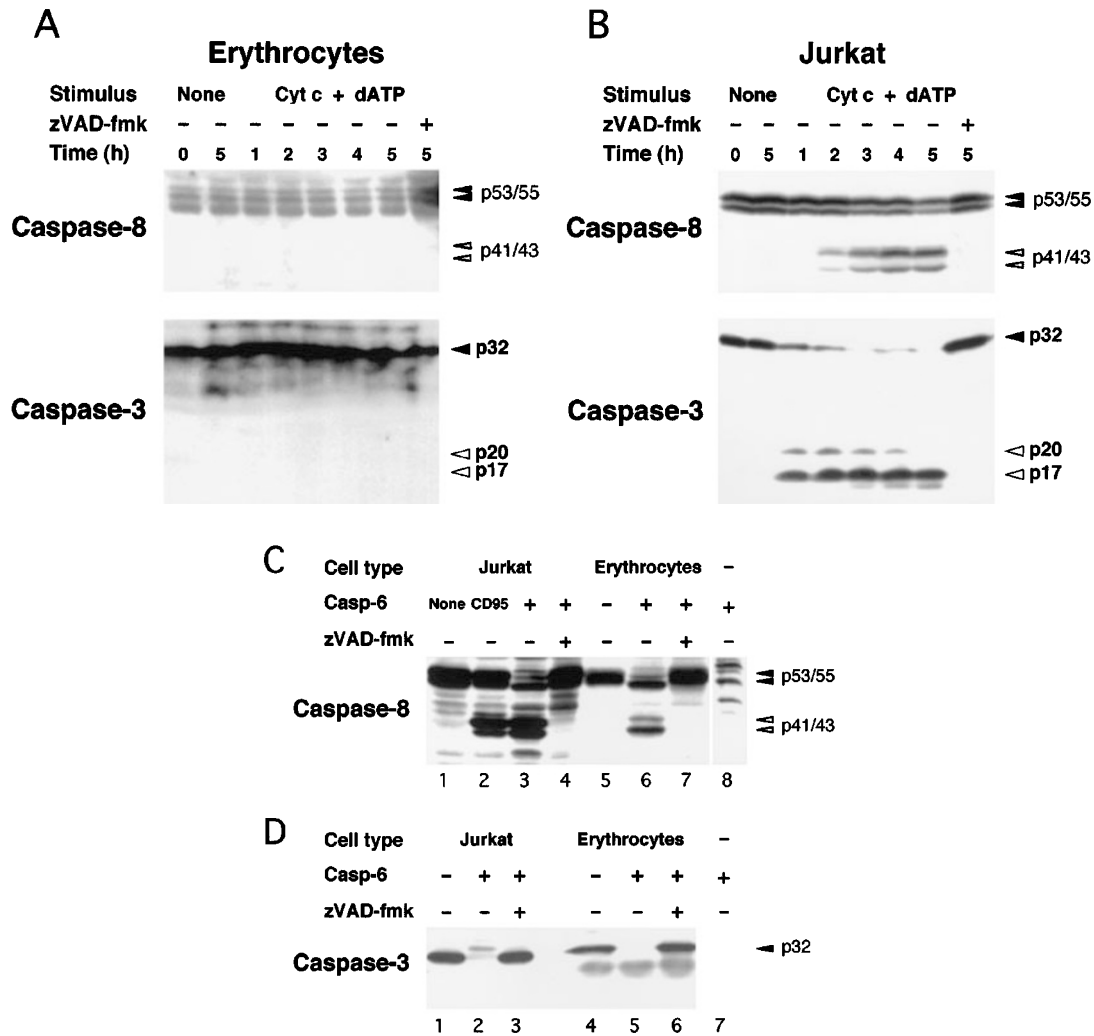 A
Erythrocytes
Stimulus None Cyt c + dATP
zVAD-fmk – – – – – – – +
Time (h) 0 5 1 2 3 4 5 5
Caspase-8
p53/55
p41/43
Caspase-3
p32
p20
p17
B
Jurkat
Stimulus None Cyt c + dATP
zVAD-fmk – – – – – – – +
Time (h) 0 5 1 2 3 4 5 5
Caspase-8
p53/55
p41/43
Caspase-3
p32
p20
p17
C
Cell type Jurkat Erythrocytes –
Casp-6 None CD95 + + – + + +
zVAD-fmk – – – + – – + –
Caspase-8
p53/55
p41/43
1 2 3 4 5 6 7 8
D
Cell type Jurkat Erythrocytes –
Casp-6 – + + – + + +
zVAD-fmk – – + – – + –
Caspase-3
p32
1 2 3 4 5 6 7